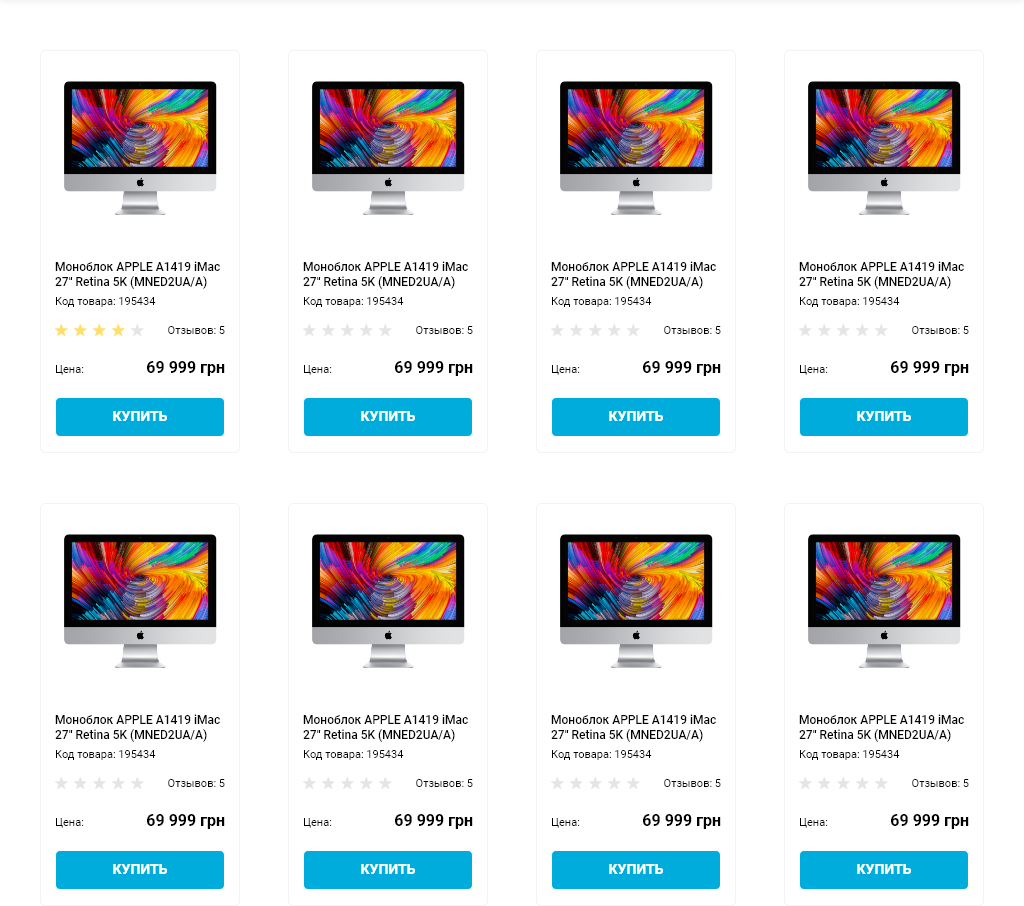 Моноблок APPLE A1419 iMac
27" Retina 5K (MNED2UA/A)
Код товара: 195434
Отзывов: 5
Цена: 69 999 грн
КУПИТЬ
Моноблок APPLE A1419 iMac
27" Retina 5K (MNED2UA/A)
Код товара: 195434
Отзывов: 5
Цена: 69 999 грн
КУПИТЬ
Моноблок APPLE A1419 iMac
27" Retina 5K (MNED2UA/A)
Код товара: 195434
Отзывов: 5
Цена: 69 999 грн
КУПИТЬ
Моноблок APPLE A1419 iMac
27" Retina 5K (MNED2UA/A)
Код товара: 195434
Отзывов: 5
Цена: 69 999 грн
КУПИТЬ
Моноблок APPLE A1419 iMac
27" Retina 5K (MNED2UA/A)
Код товара: 195434
Отзывов: 5
Цена: 69 999 грн
КУПИТЬ
Моноблок APPLE A1419 iMac
27" Retina 5K (MNED2UA/A)
Код товара: 195434
Отзывов: 5
Цена: 69 999 грн
КУПИТЬ
Моноблок APPLE A1419 iMac
27" Retina 5K (MNED2UA/A)
Код товара: 195434
Отзывов: 5
Цена: 69 999 грн
КУПИТЬ
Моноблок APPLE A1419 iMac
27" Retina 5K (MNED2UA/A)
Код товара: 195434
Отзывов: 5
Цена: 69 999 грн
КУПИТЬ